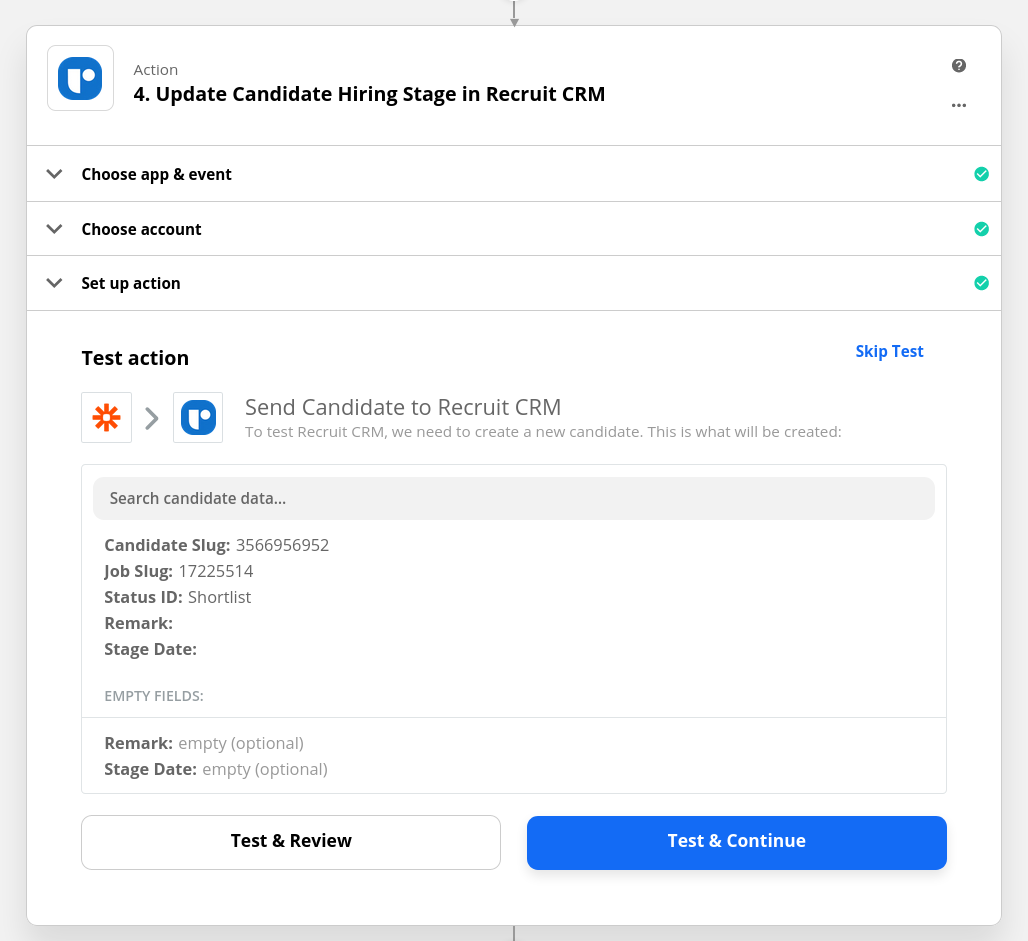 Action
4. Update Candidate Hiring Stage in Recruit CRM
Choose app & event
Choose account
Set up action
Test action
Skip Test
Send Candidate to Recruit CRM
To test Recruit CRM, we need to create a new candidate. This is what will be created:
Search candidate data...
Candidate Slug: 3566956952
Job Slug: 17225514
Status ID: Shortlist
Remark:
Stage Date:
EMPTY FIELDS:
Remark: empty (optional)
Stage Date: empty (optional)
Test & Review
Test & Continue